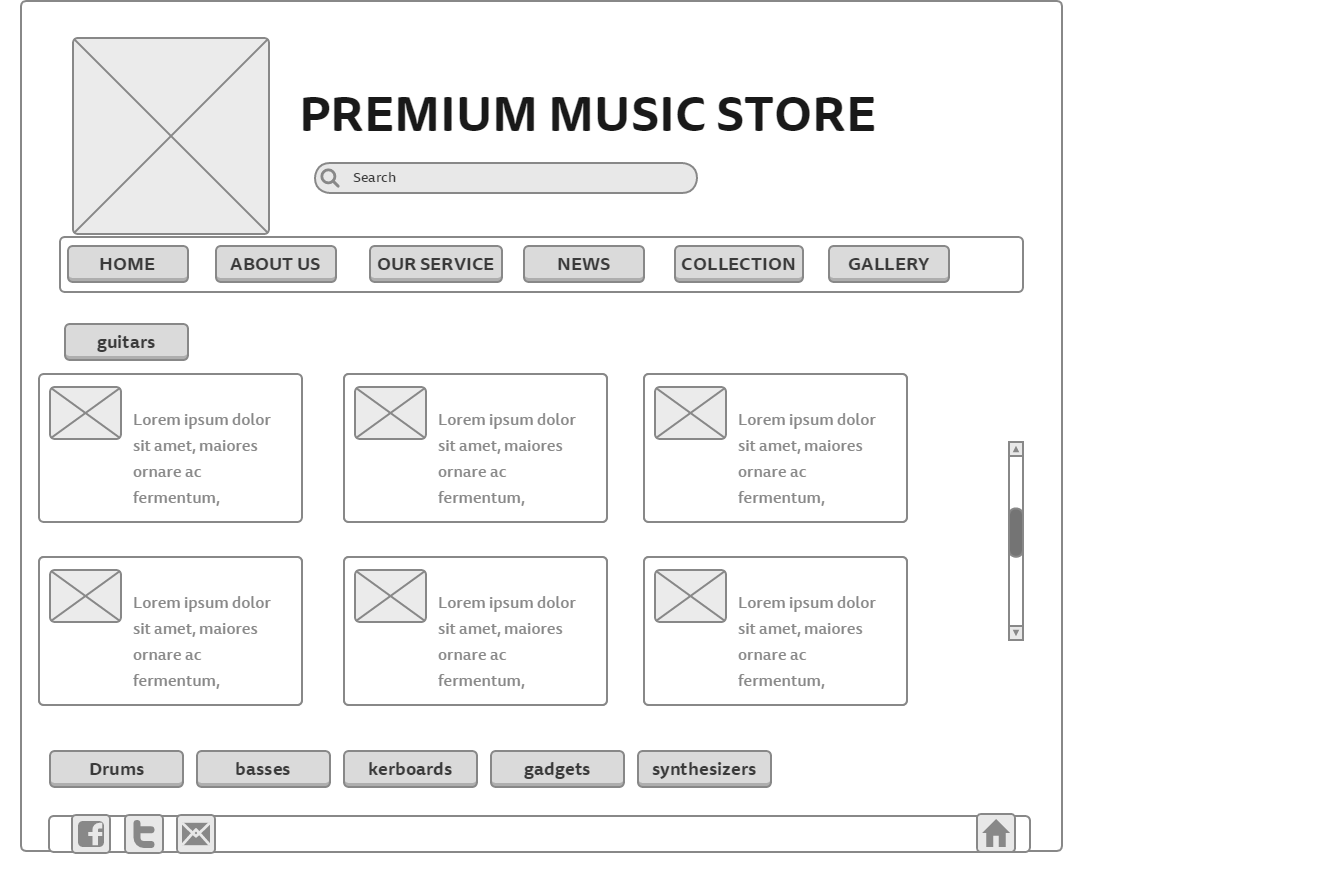 PREMIUM MUSIC STORE
Search
HOME ABOUT US OUR SERVICE NEWS COLLECTION GALLERY
guitars
Lorem ipsum dolor
sit amet, maiores
ornare ac
fermentum,
Lorem ipsum dolor
sit amet, maiores
ornare ac
fermentum,
Lorem ipsum dolor
sit amet, maiores
ornare ac
fermentum,
Lorem ipsum dolor
sit amet, maiores
ornare ac
fermentum,
Lorem ipsum dolor
sit amet, maiores
ornare ac
fermentum,
Lorem ipsum dolor
sit amet, maiores
ornare ac
fermentum,
Drums basses kerboards gadgets synthesizers